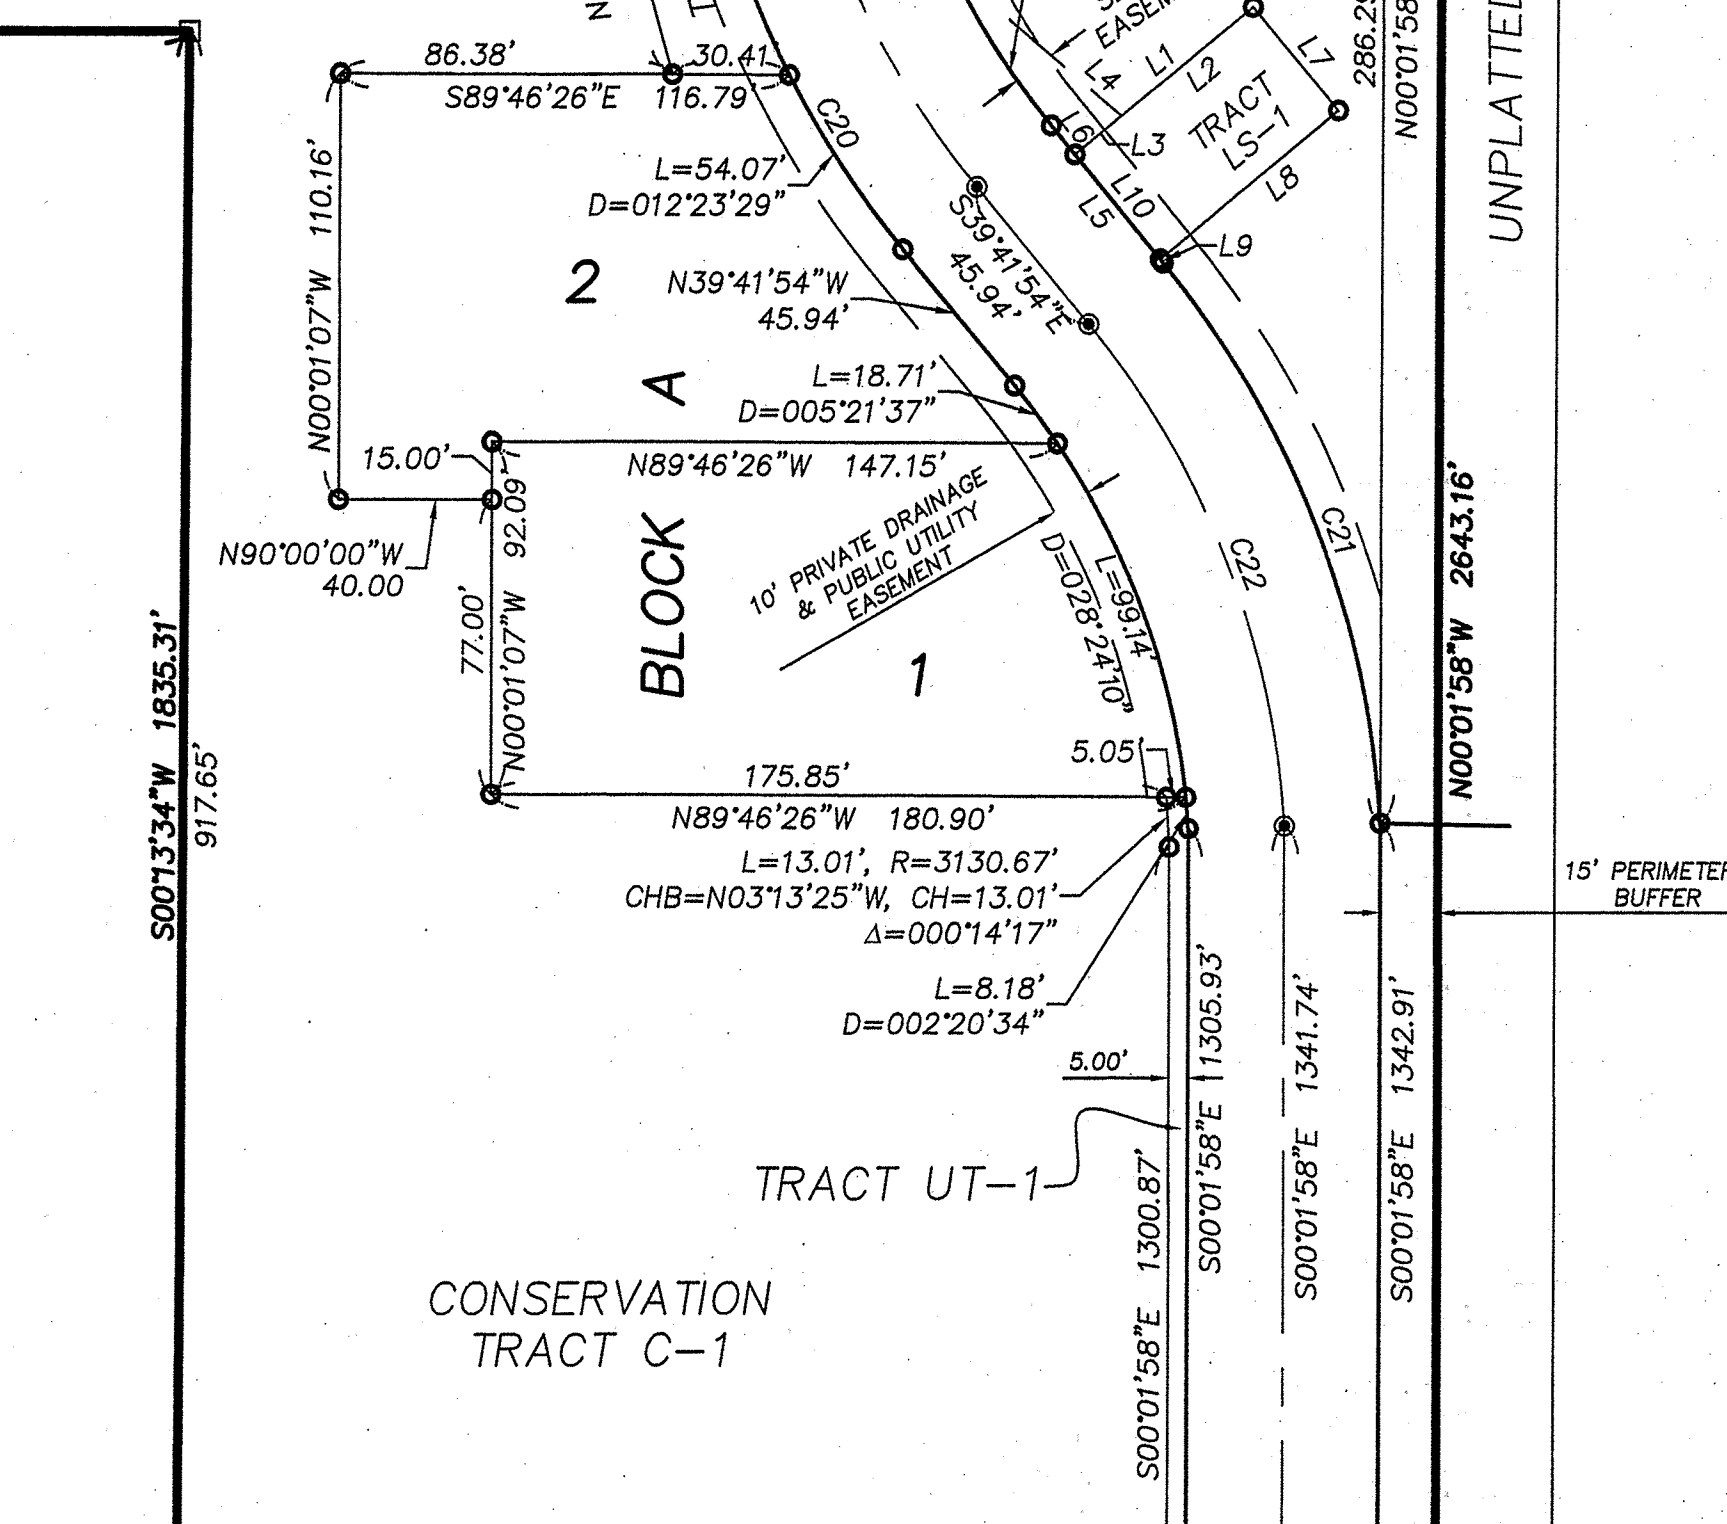 86.38'
30.41'
S89°46'26"E 116.79'
N00°01'07"W 110.16'
C20
L=54.07'
D=012°23'29"
2
N39°41'54"W
45.94'
S39°41'54"E
45.94'
EASEM
L1
L2
L3
L4
L5
L6
L7
L8
L9
L10
TRACT
LS-1
286.29
N00°01'58
UNPLATTED
L=18.71'
D=005°21'37"
BLOCK A
15.00'
N89°46'26"W 147.15'
N90°00'00"W
40.00
77.00'
N00°01'07"W 92.09'
10' PRIVATE DRAINAGE
& PUBLIC UTILITY
EASEMENT
1
D=028°24'10"
L=99.14'
C22
C21
N00°01'58"W 2643.16'
S00°13'34"W 1835.31'
917.65'
5.05'
175.85'
N89°46'26"W 180.90'
L=13.01', R=3130.67'
CHB=N03°13'25"W, CH=13.01'
Δ=000°14'17"
L=8.18'
D=002°20'34"
15' PERIMETER
BUFFER
5.00'
TRACT UT-1
S00°01'58"E 1300.87'
S00°01'58"E 1305.93'
S00°01'58"E 1341.74'
S00°01'58"E 1342.91'
CONSERVATION
TRACT C-1